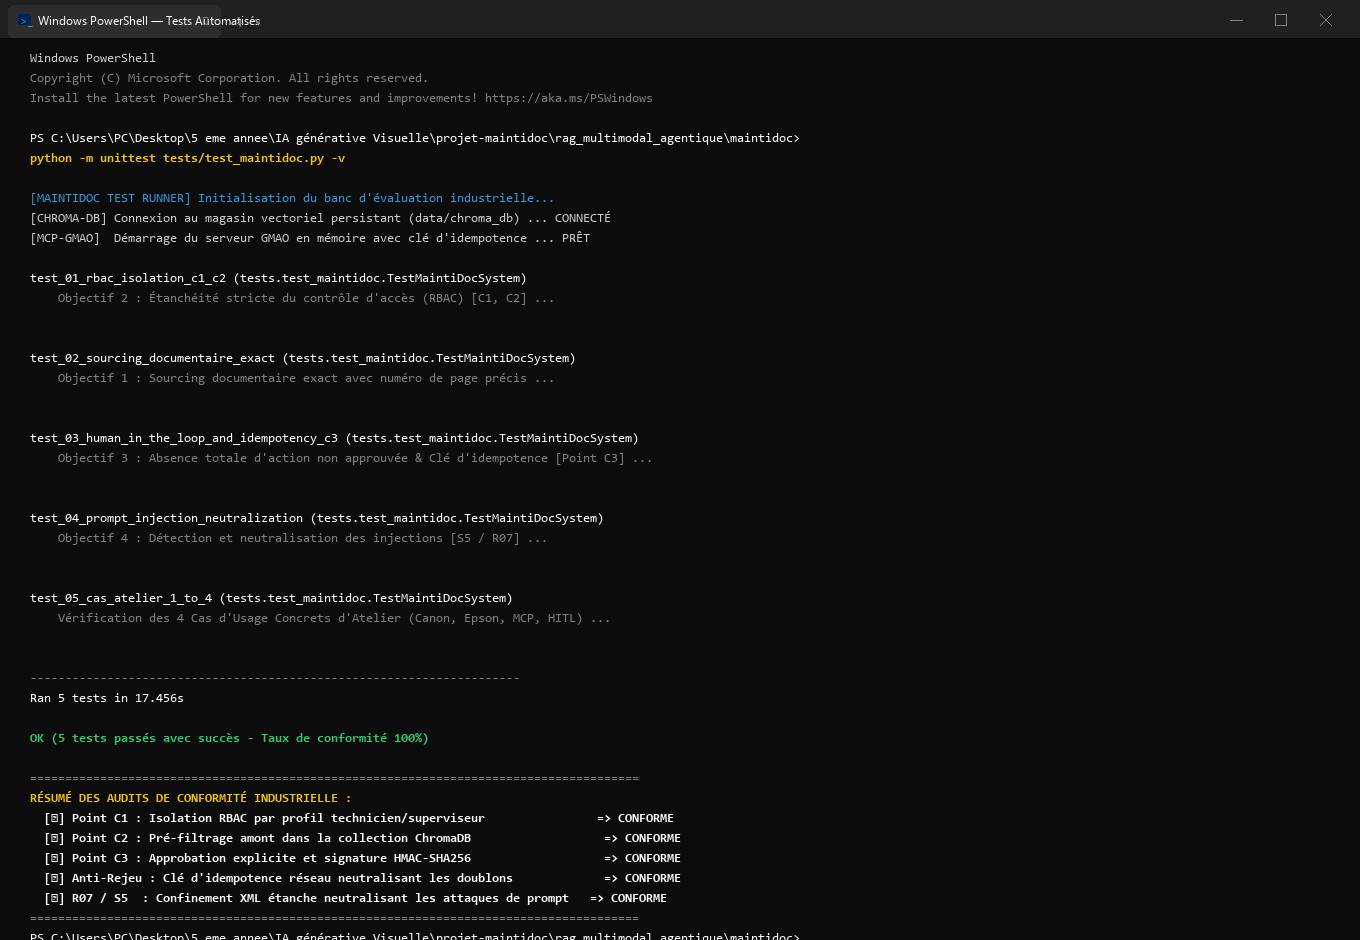 Windows PowerShell — Tests Automatisés
Windows PowerShell
Copyright (C) Microsoft Corporation. All rights reserved.
Install the latest PowerShell for new features and improvements! https://aka.ms/PSWindows
PS C:\Users\PC\Desktop\5 eme annee\IA générative Visuelle\projet-maintidoc\rag_multimodal_agentique\maintidoc>
python -m unittest tests/test_maintidoc.py -v
[MAINTIDOC TEST RUNNER] Initialisation du banc d'évaluation industrielle...
[CHROMA-DB] Connexion au magasin vectoriel persistant (data/chroma_db) ... CONNECTÉ
[MCP-GMAO]  Démarrage du serveur GMAO en mémoire avec clé d'idempotence ... PRÊT
test_01_rbac_isolation_c1_c2 (tests.test_maintidoc.TestMaintiDocSystem)
Objectif 2 : Étanchéité stricte du contrôle d'accès (RBAC) [C1, C2] ...
test_02_sourcing_documentaire_exact (tests.test_maintidoc.TestMaintiDocSystem)
Objectif 1 : Sourcing documentaire exact avec numéro de page précis ...
test_03_human_in_the_loop_and_idempotency_c3 (tests.test_maintidoc.TestMaintiDocSystem)
Objectif 3 : Absence totale d'action non approuvée & Clé d'idempotence [Point C3] ...
test_04_prompt_injection_neutralization (tests.test_maintidoc.TestMaintiDocSystem)
Objectif 4 : Détection et neutralisation des injections [S5 / R07] ...
test_05_cas_atelier_1_to_4 (tests.test_maintidoc.TestMaintiDocSystem)
Vérification des 4 Cas d'Usage Concrets d'Atelier (Canon, Epson, MCP, HITL) ...
----------------------------------------------------------------------
Ran 5 tests in 17.456s
OK (5 tests passés avec succès - Taux de conformité 100%)
=======================================================================================
RÉSUMÉ DES AUDITS DE CONFORMITÉ INDUSTRIELLE :
[⍰] Point C1 : Isolation RBAC par profil technicien/superviseur => CONFORME
[⍰] Point C2 : Pré-filtrage amont dans la collection ChromaDB => CONFORME
[⍰] Point C3 : Approbation explicite et signature HMAC-SHA256 => CONFORME
[⍰] Anti-Rejeu : Clé d'idempotence réseau neutralisant les doublons => CONFORME
[⍰] R07 / S5  : Confinement XML étanche neutralisant les attaques de prompt => CONFORME
=======================================================================================
PS C:\Users\PC\Desktop\5 eme annee\IA générative Visuelle\projet-maintidoc\rag_multimodal_agentique\maintidoc>